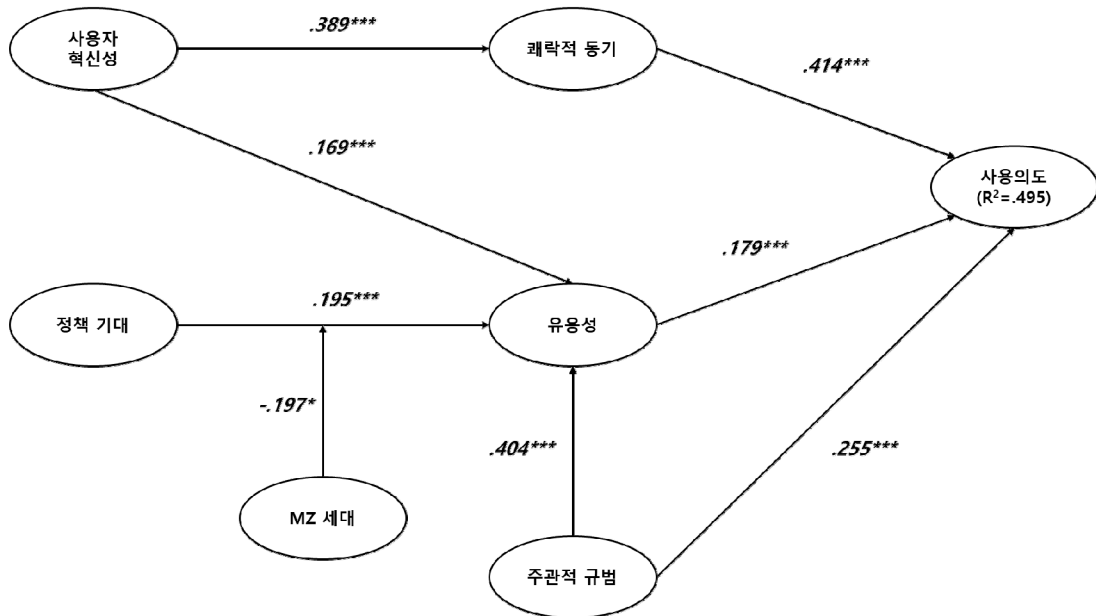 .389***
사용자
혁신성
쾌락적 동기
.414***
.169***
사용의도
(R²=.495)
.179***
.195***
정책 기대
유용성
-.197*
.404***
.255***
MZ 세대
주관적 규범